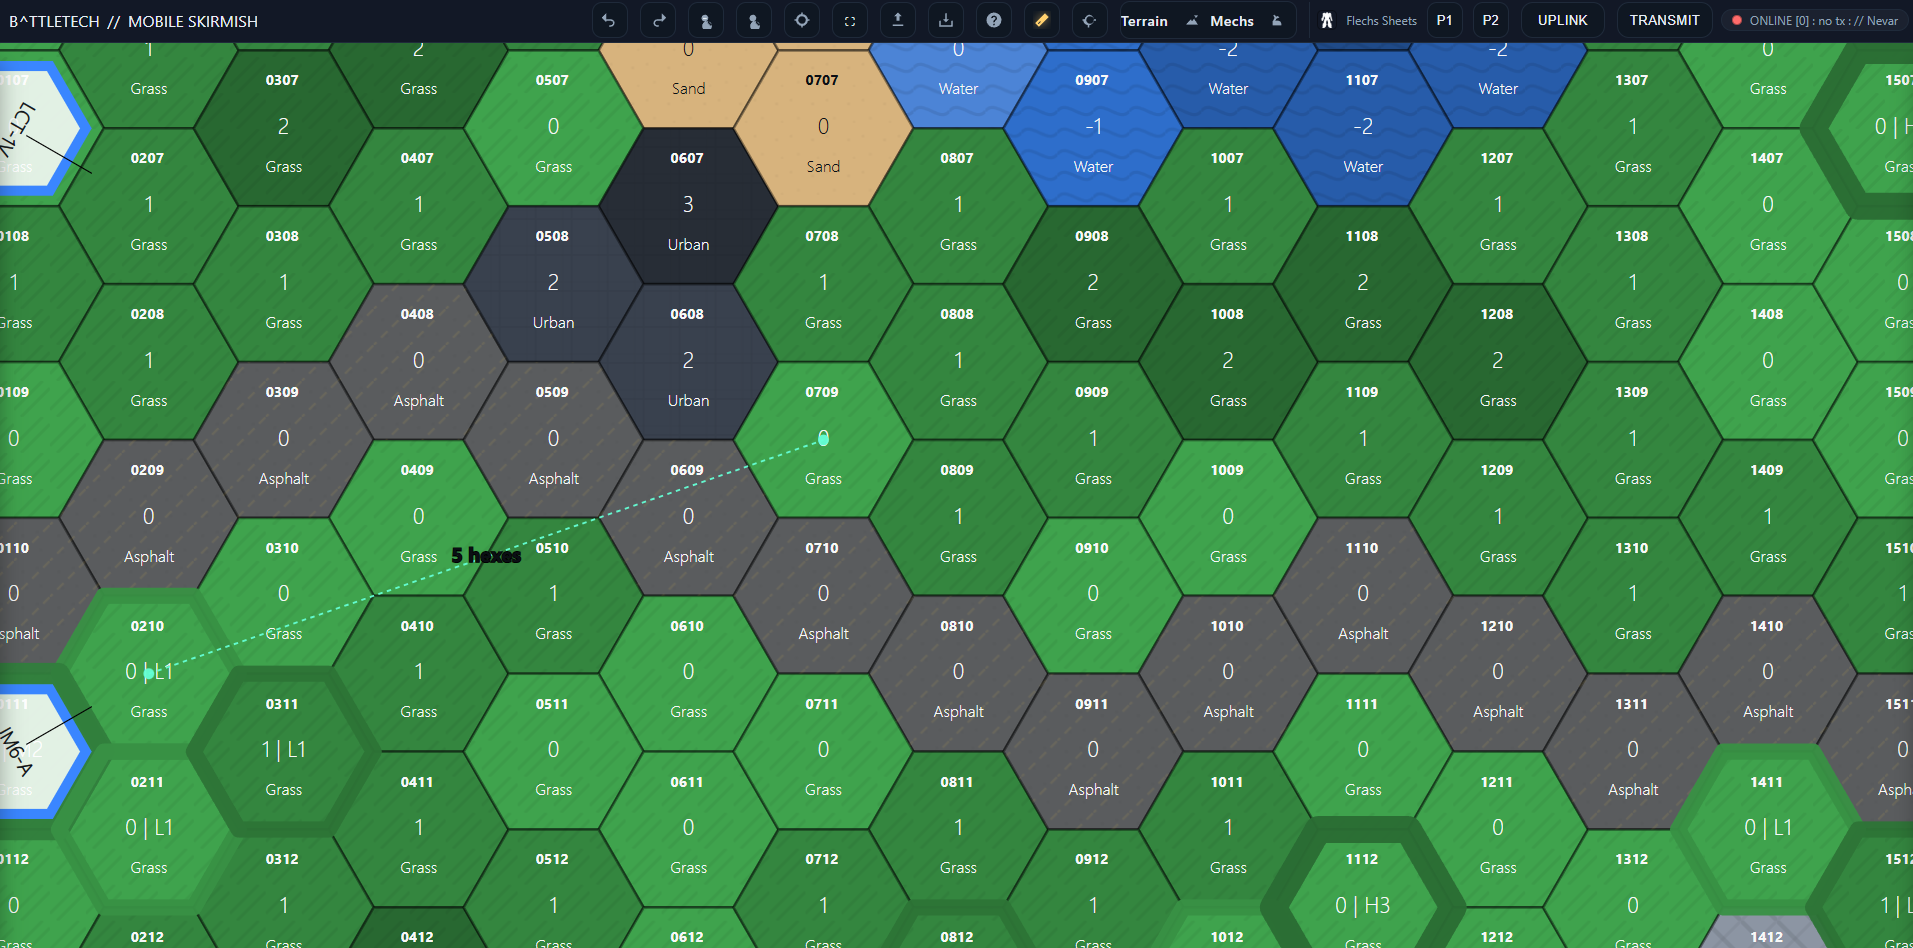 B^TTLETECH // MOBILE SKIRMISH
Terrain
Mechs
Flechs Sheets
P1
P2
UPLINK
TRANSMIT
ONLINE [0] : no tx : // Nevar
1 2 0 0 -2 -2 0
Sand Water Water Water
Grass Grass Grass
0107 0307 0507 0707 0907 1107 1307 1507
2 0 0 -1 -2 1 0 | H
Grass Grass Grass Sand Water Water Grass Gras
LCT-1V
0207 0407 0607 0807 1007 1207 1407
1 1 3 1 1 1 0
Grass Grass Urban Grass Grass Grass Grass
0108 0308 0508 0708 0908 1108 1308 1508
1 1 2 1 2 2 1 0
Grass Grass Urban Grass Grass Grass Grass Gras
0208 0408 0608 0808 1008 1208 1408
1 0 2 1 2 2 0
Grass Asphalt Urban Grass Grass Grass Grass
0109 0309 0509 0709 0909 1109 1309 1509
0 0 0 0 1 1 1 0
Grass Asphalt Asphalt Grass Grass Grass Grass Gras
0209 0409 0609 0809 1009 1209 1409
0 0 0 1 0 1 1
Asphalt Grass Asphalt Grass Grass Grass Grass
5 hexes
0110 0310 0510 0710 0910 1110 1310 1510
0 0 1 0 0 0 1 1
sphalt Grass Grass Asphalt Grass Asphalt Grass Gras
0210 0410 0610 0810 1010 1210 1410
0 | L1 1 0 0 0 0 0
Grass Grass Grass Asphalt Asphalt Asphalt Asphalt
0111 0311 0511 0711 0911 1111 1311 1511
1 | L1 0 0 0 0 0 0
Grass Grass Grass Grass Asphalt Grass Asphalt Asph
JM6-A
0211 0411 0611 0811 1011 1211 1411
0 | L1 1 0 1 1 0 0 | L1
Grass Grass Grass Grass Grass Grass Grass
0112 0312 0512 0712 0912 1112 1312 1512
0 1 1 1 1 0 | H3 0 1 | L
Grass Grass Grass Grass Grass Grass Grass Gras
0212 0412 0612 0812 1012 1212 1412